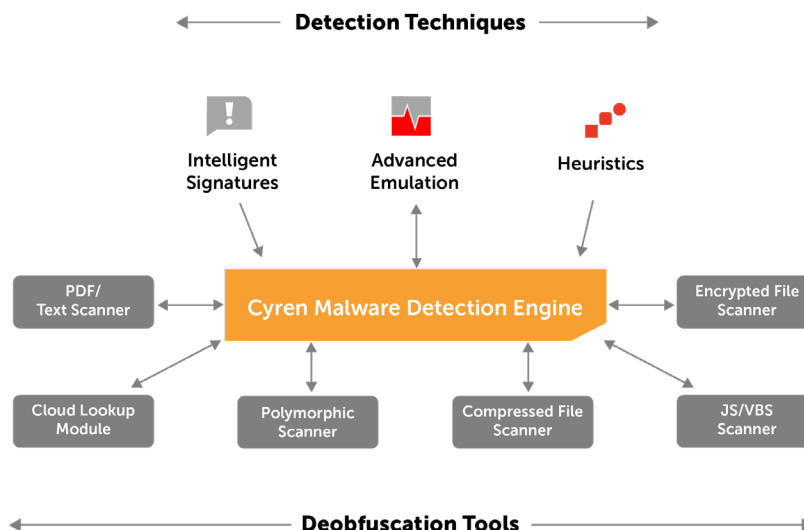 Detection Techniques
Intelligent
Signatures
Advanced
Emulation
Heuristics
PDF/
Text Scanner
Cyren Malware Detection Engine
Encrypted File
Scanner
Cloud Lookup
Module
Polymorphic
Scanner
Compressed File
Scanner
JS/VBS
Scanner
Deobfuscation Tools